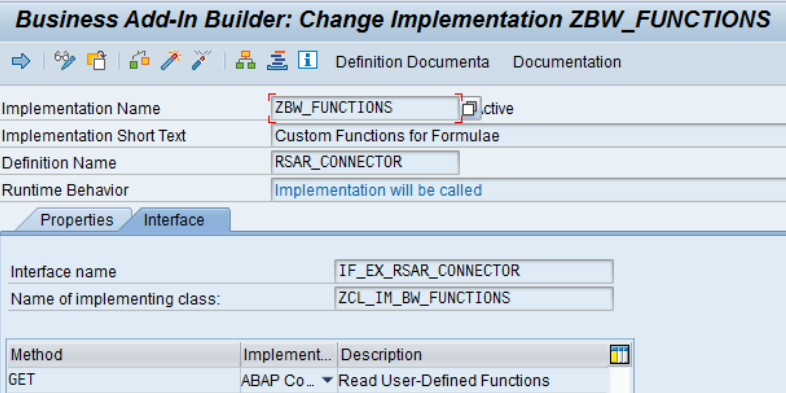 Business Add-In Builder: Change Implementation ZBW_FUNCTIONS
Definition Documenta Documentation
Implementation Name ZBW_FUNCTIONS ctive
Implementation Short Text Custom Functions for Formulae
Definition Name RSAR_CONNECTOR
Runtime Behavior Implementation will be called
Properties Interface
Interface name IF_EX_RSAR_CONNECTOR
Name of implementing class: ZCL_IM_BW_FUNCTIONS
Method Implement... Description
GET ABAP Co... Read User-Defined Functions